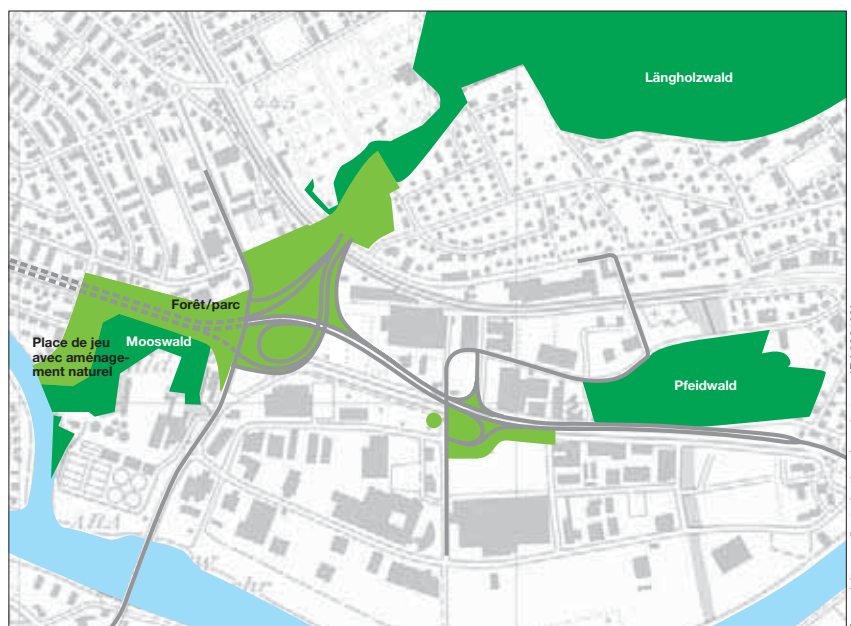 Längholzwald
Forêt/parc
Place de jeu
avec aménage-
ment naturel
Mooswald
Pfeidwald